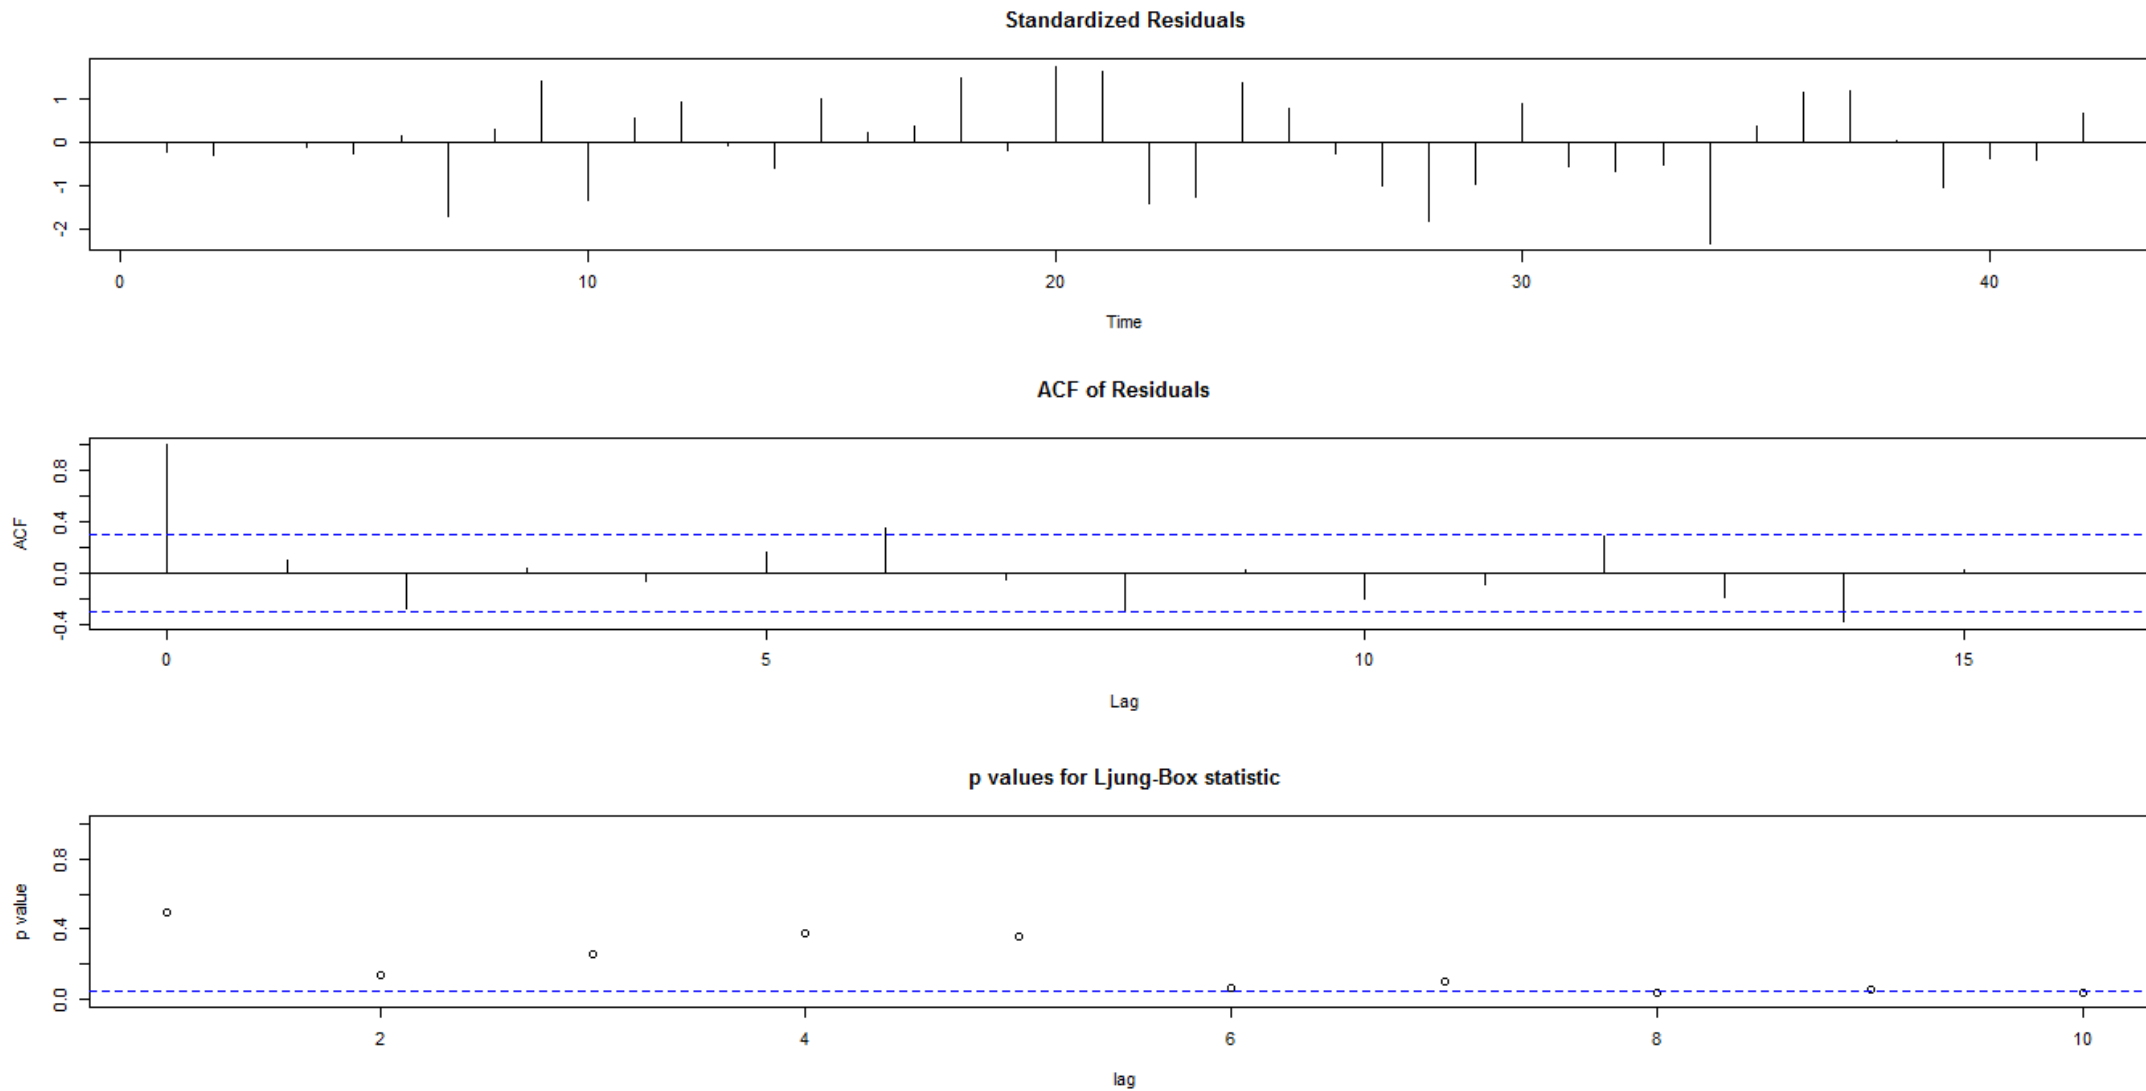 Standardized Residuals
1
0
-1
-2
0 10 20 30 40
Time
ACF of Residuals
ACF
0.8
0.4
0.0
-0.4
0 5 10 15
Lag
p values for Ljung-Box statistic
p value
0.8
0.4
0.0
2 4 6 8 10
lag